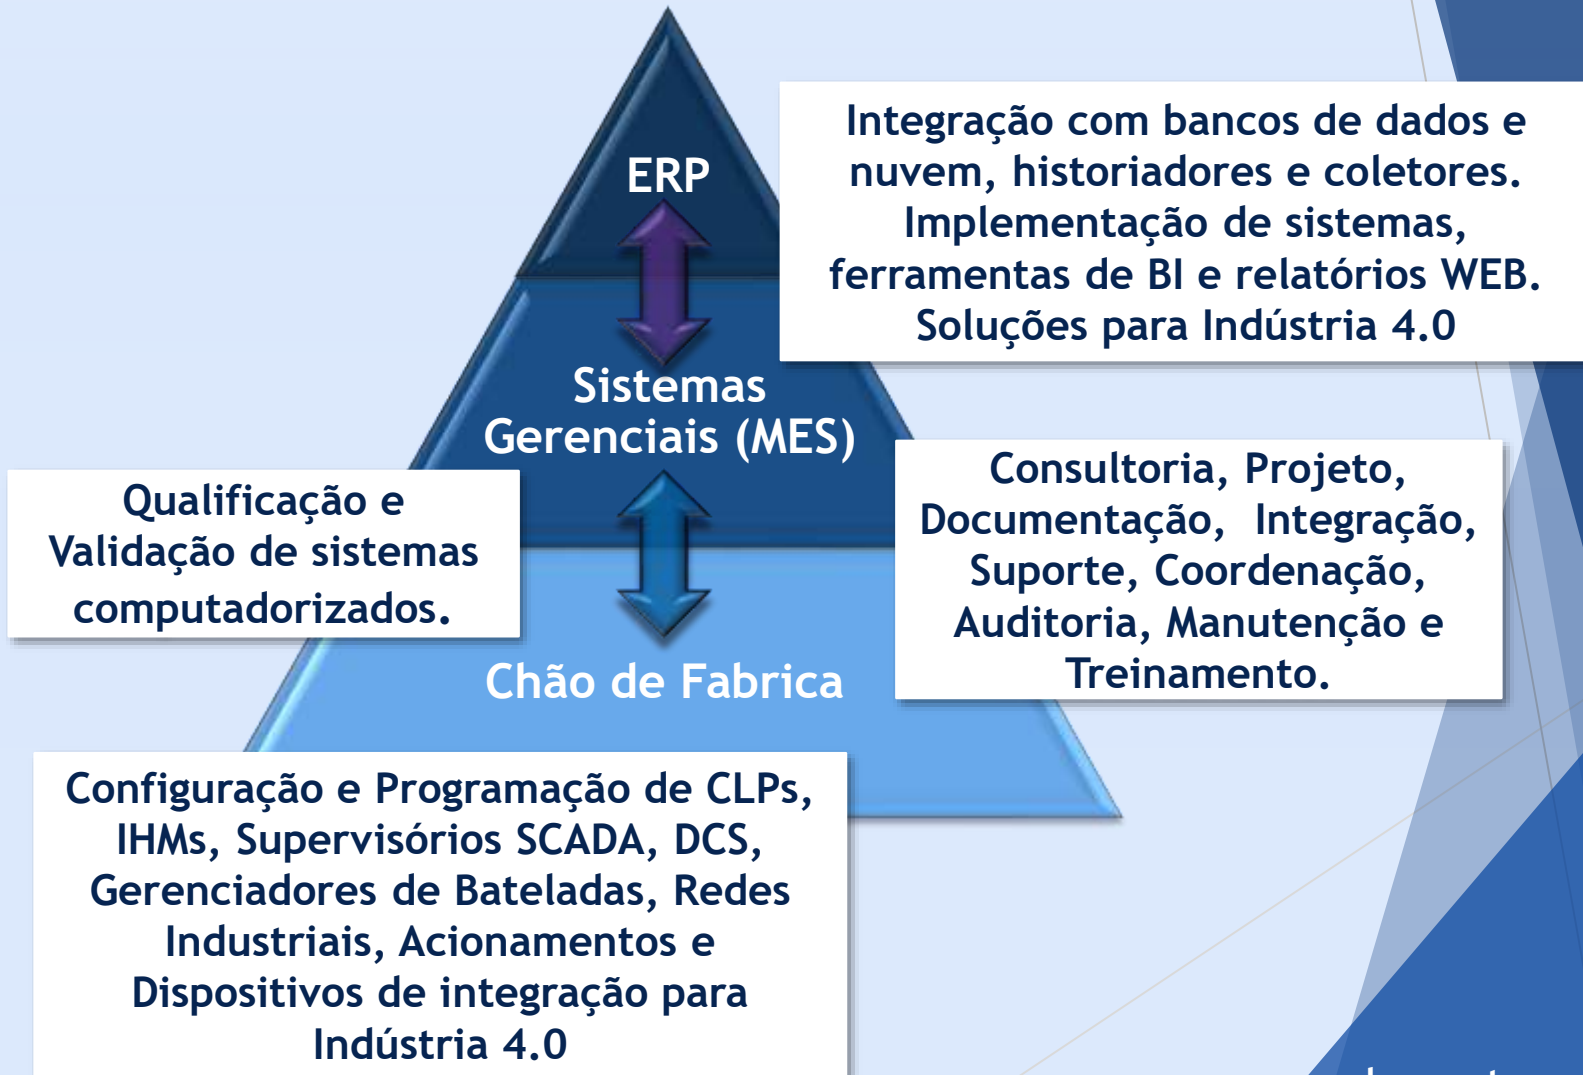 ERP
Integração com bancos de dados e
nuvem, historiadores e coletores.
Implementação de sistemas,
ferramentas de BI e relatórios WEB.
Soluções para Indústria 4.0
Sistemas
Gerenciais (MES)
Qualificação e
Validação de sistemas
computadorizados.
Consultoria, Projeto,
Documentação, Integração,
Suporte, Coordenação,
Auditoria, Manutenção e
Treinamento.
Chão de Fabrica
Configuração e Programação de CLPs,
IHMs, Supervisórios SCADA, DCS,
Gerenciadores de Bateladas, Redes
Industriais, Acionamentos e
Dispositivos de integração para
Indústria 4.0